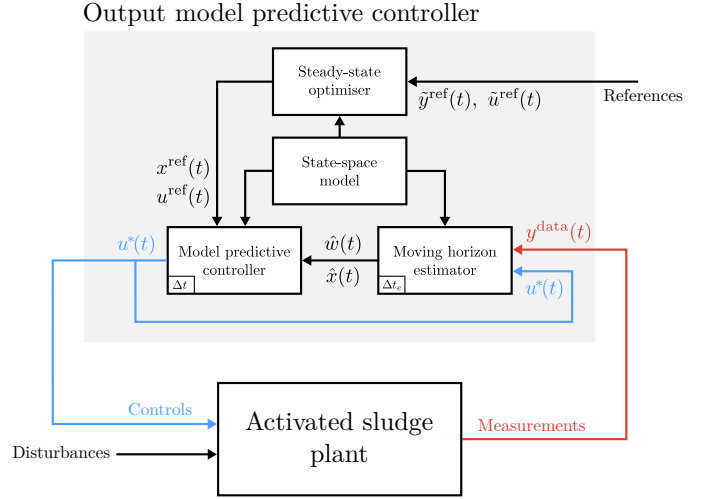 Output model predictive controller
Steady-state
optimiser
ỹ^ref(t), ũ^ref(t)
References
State-space
model
x^ref(t)
u^ref(t)
u*(t)
Model predictive
controller
Δt
ŵ(t)
x̂(t)
Moving horizon
estimator
Δt_e
y^data(t)
u*(t)
Controls
Activated sludge
plant
Measurements
Disturbances